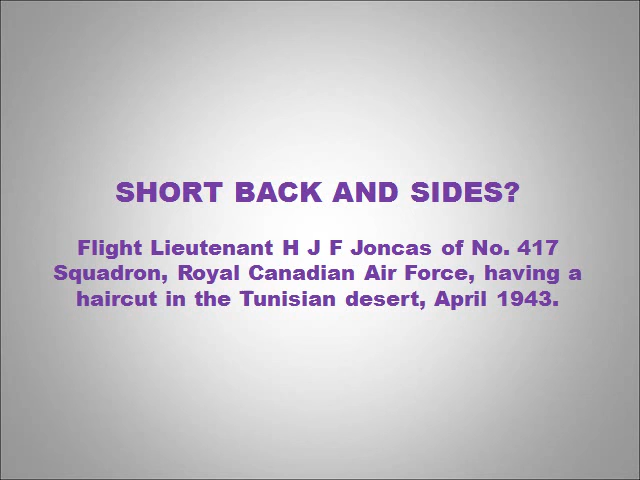 SHORT BACK AND SIDES?
Flight Lieutenant H J F Joncas of No. 417
Squadron, Royal Canadian Air Force, having a
haircut in the Tunisian desert, April 1943.